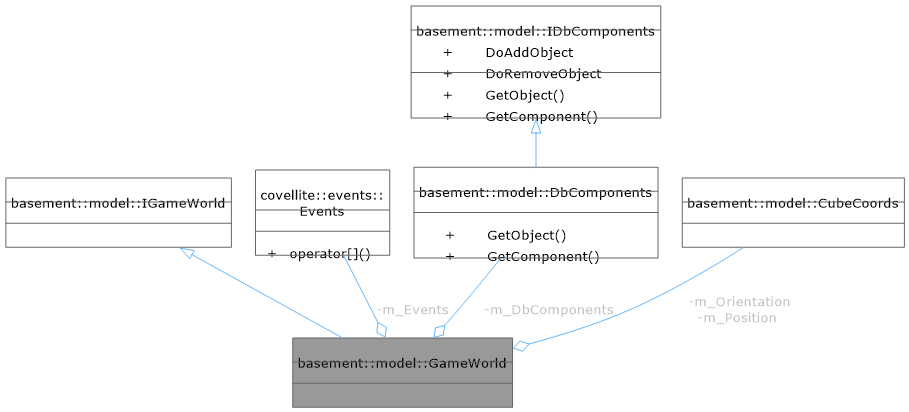 basement::model::IDbComponents
+ DoAddObject
+ DoRemoveObject
+ GetObject()
+ GetComponent()
basement::model::IGameWorld
covellite::events::
Events
+ operator[]()
basement::model::DbComponents
+ GetObject()
+ GetComponent()
basement::model::CubeCoords
-m_Events
-m_DbComponents
-m_Orientation
-m_Position
basement::model::GameWorld